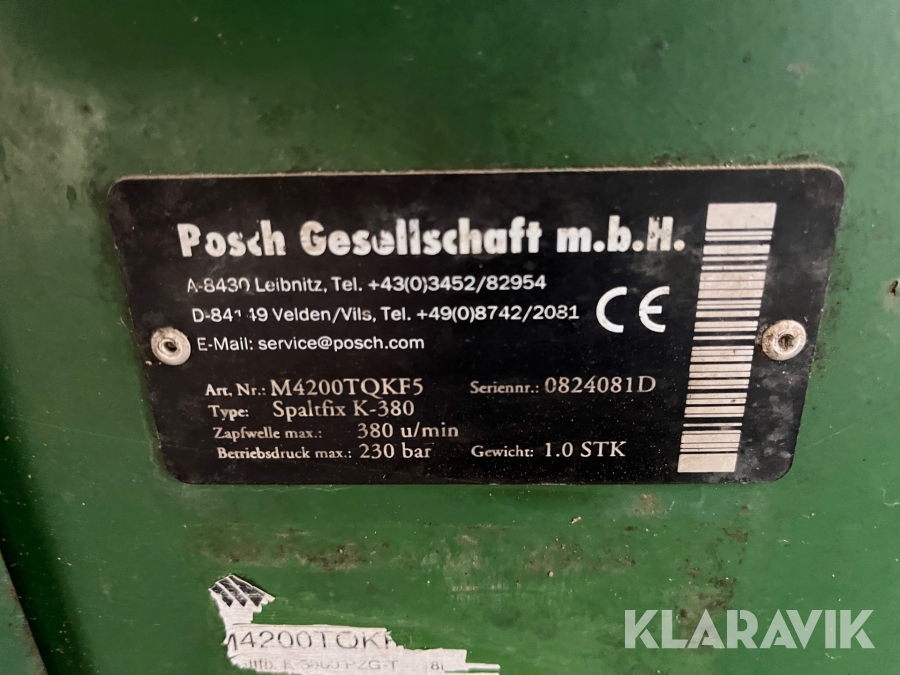 Posch Gesellschaft m.b.H.
A-8430 Leibnitz, Tel. +43(0)3452/82954
D-84149 Velden/Vils, Tel. +49(0)8742/2081
CE
E-Mail: service@posch.com
Art. Nr.: M4200TQKF5 Seriennr.: 0824081D
Type: Spaltfix K-380
Zapfwelle max.: 380 u/min
Betriebsdruck max.: 230 bar Gewicht: 1.0 STK
M4200TQK
KLARAVIK